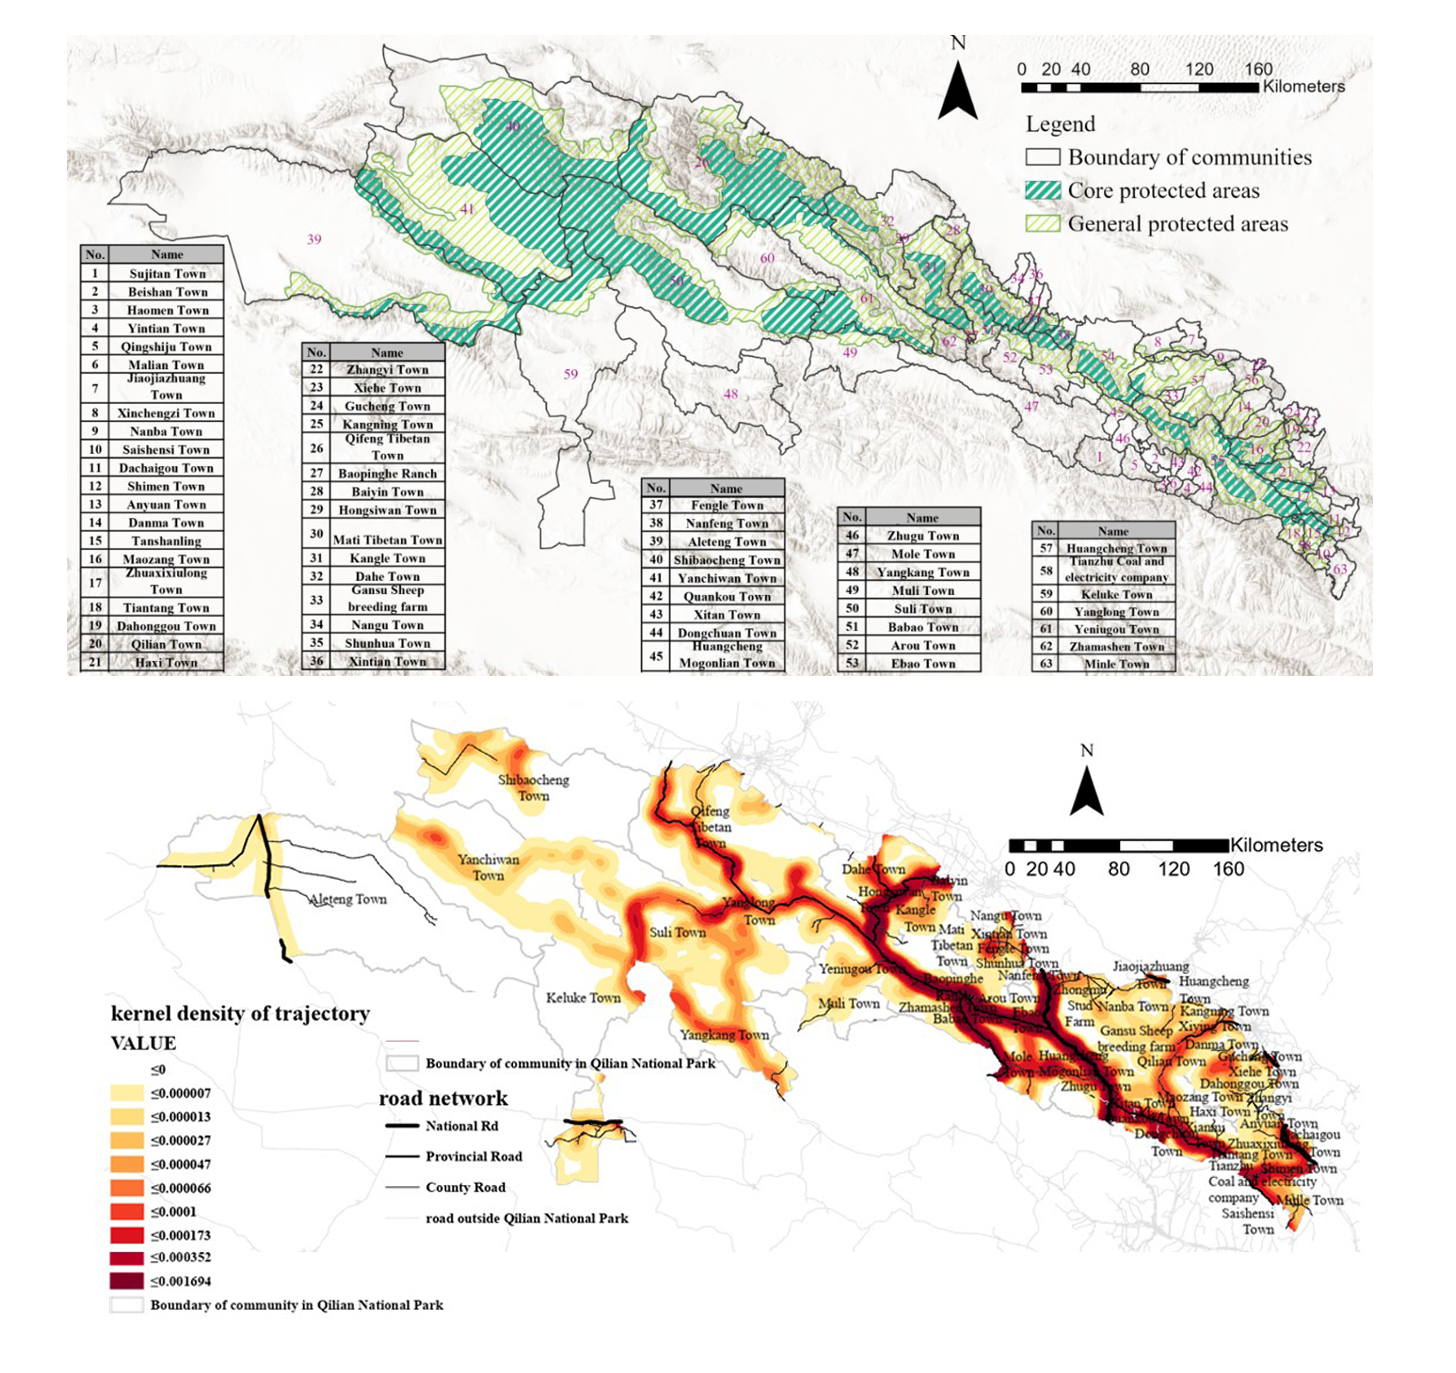 N
0 20 40 80 120 160
Kilometers
Legend
Boundary of communities
Core protected areas
General protected areas
40
26
41
39
60
50
61
32
28
31
30
34
36
62
52
53
49
59
48
47
54
8
7
9
57
56
33
14
45
46
20
24
22
16
21
1
5
2
43
42
4
44
18
15
11
10
63
No. Name
1 Sujitan Town
2 Beishan Town
3 Haomen Town
4 Yintian Town
5 Qingshiju Town
6 Malian Town
7 Jiaojiazhuang Town
8 Xinchengzi Town
9 Nanba Town
10 Saishensi Town
11 Dachaigou Town
12 Shimen Town
13 Anyuan Town
14 Danma Town
15 Tanshanling
16 Maozang Town
17 Zhuaxixiulong Town
18 Tiantang Town
19 Dahonggou Town
20 Qilian Town
21 Haxi Town
No. Name
22 Zhangyi Town
23 Xiehe Town
24 Gucheng Town
25 Kangning Town
26 Qifeng Tibetan Town
27 Baopinghe Ranch
28 Baiyin Town
29 Hongsiwan Town
30 Mati Tibetan Town
31 Kangle Town
32 Dahe Town
33 Gansu Sheep breeding farm
34 Nangu Town
35 Shunhua Town
36 Xintian Town
No. Name
37 Fengle Town
38 Nanfeng Town
39 Aleteng Town
40 Shibaocheng Town
41 Yanchiwan Town
42 Quankou Town
43 Xitan Town
44 Dongchuan Town
45 Huangcheng Mogonlian Town
No. Name
46 Zhugu Town
47 Mole Town
48 Yangkang Town
49 Muli Town
50 Suli Town
51 Babao Town
52 Arou Town
53 Ebao Town
No. Name
57 Huangcheng Town
58 Tianzhu Coal and electricity company
59 Keluke Town
60 Yanglong Town
61 Yeniugou Town
62 Zhamashen Town
63 Minle Town
N
Kilometers
0 20 40 80 120 160
Shibaocheng
Town
Qifeng
Tibetan
Town
Yanchiwan
Town
Aleteng Town
Dahe Town
Baiyin
Town
Hongsiwan
Town
Kangle
Town
Yanglong
Town
Suli Town
Nangu Town
Mati
Tibetan
Town
Xintian Town
Fengle Town
Shunhua Town
Nanfeng Town
Yeniugou Town
Baopinghe
Jiaojiazhuang
Town
Huangcheng
Town
Keluke Town
Muli Town
Zhamashen Town
Arou Town
Babao Town
Ebao
Town
Zhongmu
Stud
Farm
Nanba Town
Kangning Town
Yangkang Town
Gansu Sheep
breeding farm
Xiying Town
Danma Town
Mole
Town
Huangcheng
Mogonlian Town
Qilian Town
Gucheng Town
Xiehe Town
Zhugu Town
Dahonggou Town
Maozang Town
Zhangyi
Town
Xitan Town
Haxi Town
Anyuan Town
Dongchuan
Town
Xianmi
Town
Dachaigou
Town
Zhuaxixiulong
Tiantang Town
Shimen Town
Tianzhu
Coal and electricity
company
Minle Town
Saishensi
Town
kernel density of trajectory
VALUE
≤0
≤0.000007
≤0.000013
≤0.000027
≤0.000047
≤0.000066
≤0.0001
≤0.000173
≤0.000352
≤0.001694
Boundary of community in Qilian National Park
Boundary of community in Qilian National Park
road network
National Rd
Provincial Road
County Road
road outside Qilian National Park